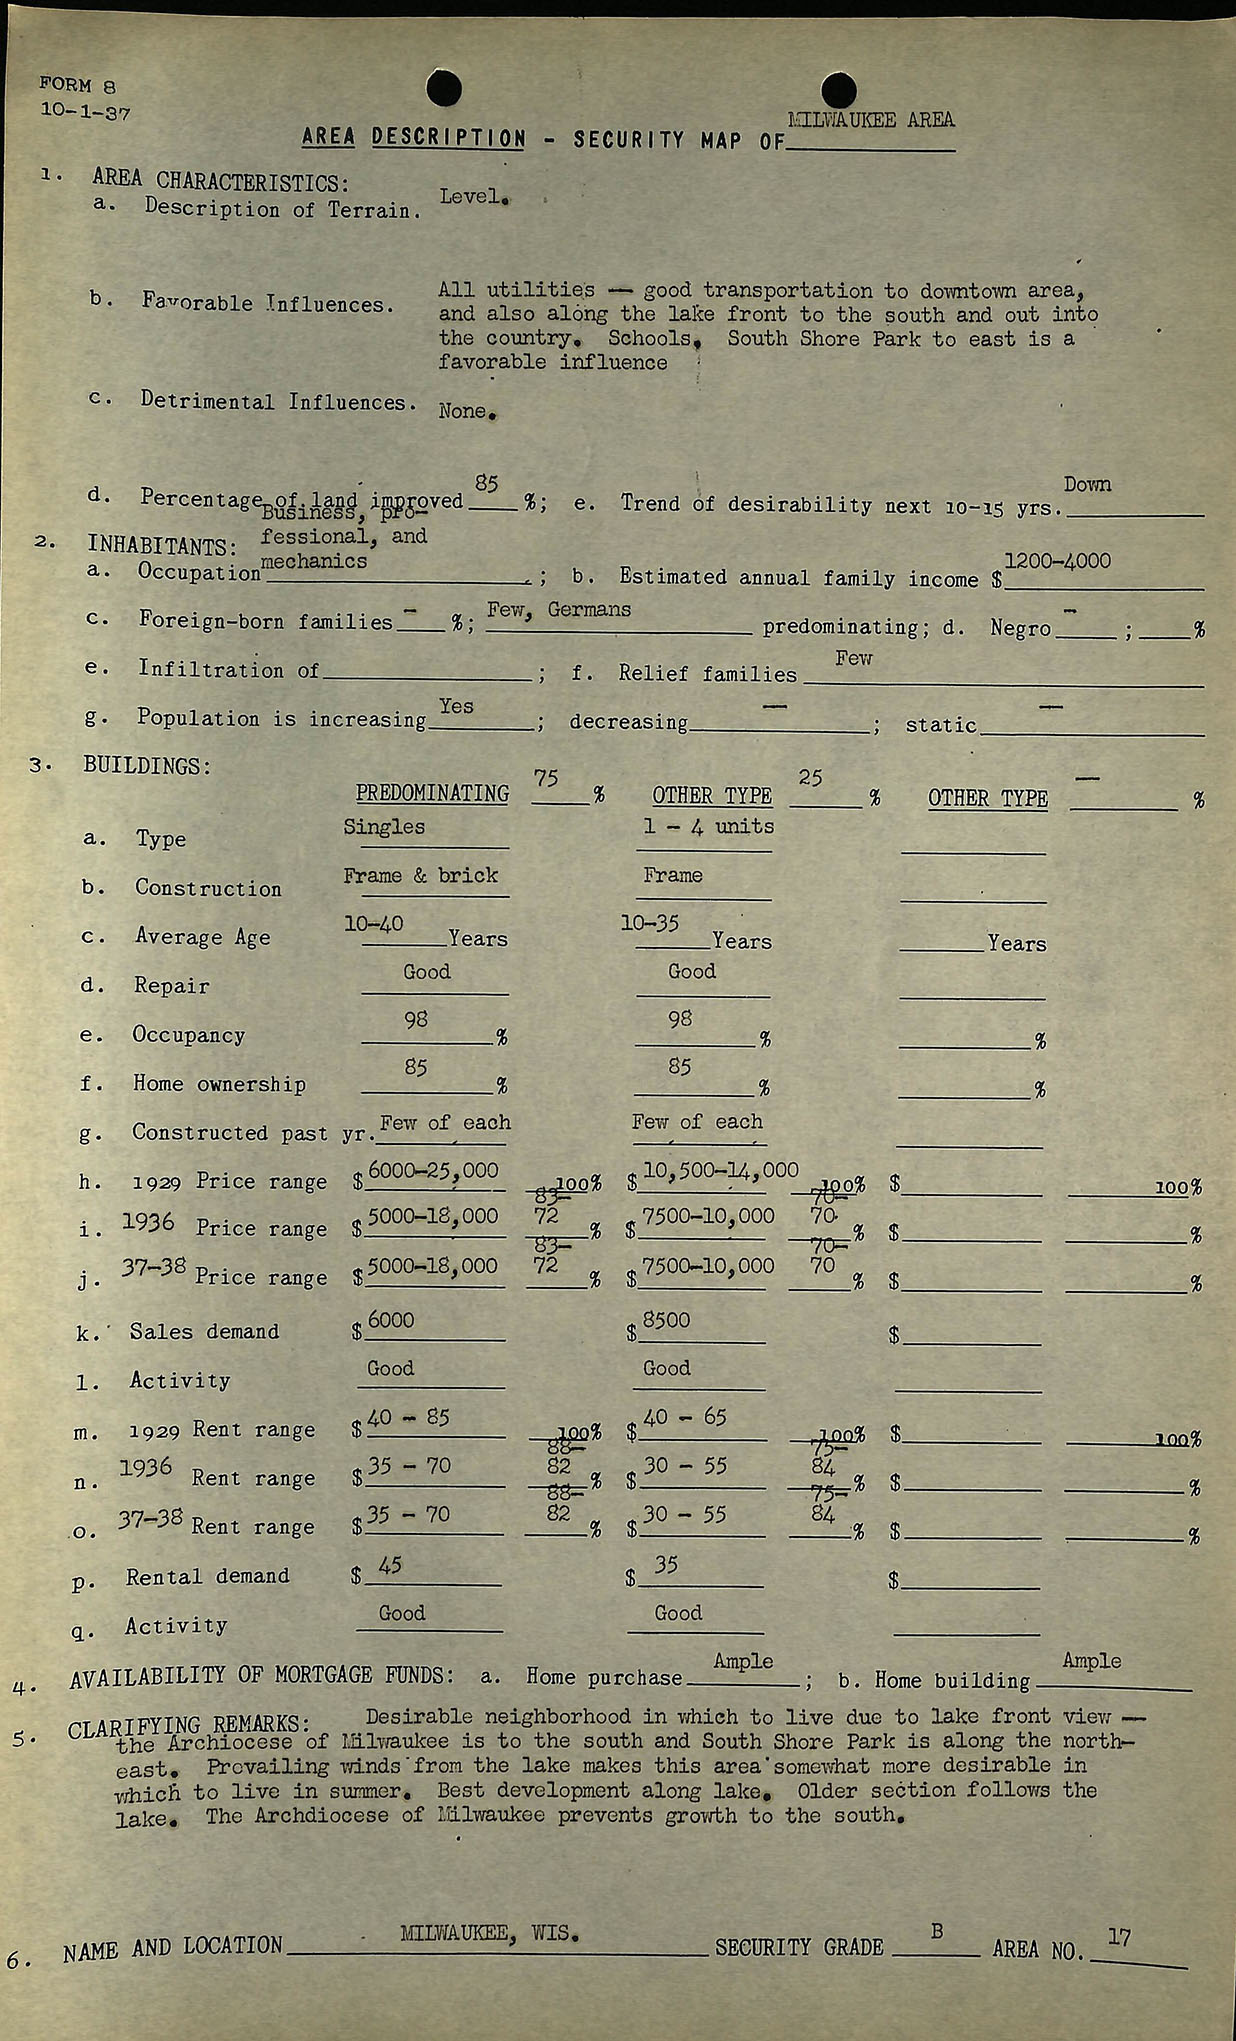 FORM 8
10-1-37
MILWAUKEE AREA
AREA DESCRIPTION - SECURITY MAP OF
1. AREA CHARACTERISTICS:
a. Description of Terrain. Level.
b. Favorable Influences. All utilities — good transportation to downtown area,
and also along the lake front to the south and out into
the country. Schools. South Shore Park to east is a
favorable influence
c. Detrimental Influences. None.
d. Percentage of land improved 85 %; e. Trend of desirability next 10-15 yrs. Down
2. INHABITANTS: Business, pro-
fessional, and
a. Occupation mechanics ; b. Estimated annual family income $ 1200-4000
c. Foreign-born families - %; Few, Germans predominating; d. Negro - ; %
e. Infiltration of ; f. Relief families Few
g. Population is increasing Yes ; decreasing — ; static —
3. BUILDINGS:
PREDOMINATING 75 % OTHER TYPE 25 % OTHER TYPE — %
a. Type Singles 1 - 4 units
b. Construction Frame & brick Frame
c. Average Age 10-40 Years 10-35 Years Years
d. Repair Good Good
e. Occupancy 98 % 98 % %
f. Home ownership 85 % 85 % %
g. Constructed past yr. Few of each Few of each
h. 1929 Price range $ 6000-25,000 100% $ 10,500-14,000 100% $ 100%
i. 1936 Price range $ 5000-18,000 83-72 % $ 7500-10,000 70-70 % $ %
j. 37-38 Price range $ 5000-18,000 83-72 % $ 7500-10,000 70-70 % $ %
k. Sales demand $ 6000 $ 8500 $
l. Activity Good Good
m. 1929 Rent range $ 40 - 85 100% $ 40 - 65 100% $ 100%
n. 1936 Rent range $ 35 - 70 88-82 % $ 30 - 55 75-84 % $ %
o. 37-38 Rent range $ 35 - 70 88-82 % $ 30 - 55 75-84 % $ %
p. Rental demand $ 45 $ 35 $
q. Activity Good Good
4. AVAILABILITY OF MORTGAGE FUNDS: a. Home purchase Ample ; b. Home building Ample
5. CLARIFYING REMARKS: Desirable neighborhood in which to live due to lake front view —
the Archiocese of Milwaukee is to the south and South Shore Park is along the north-
east. Prevailing winds from the lake makes this area somewhat more desirable in
which to live in summer. Best development along lake. Older section follows the
lake. The Archdiocese of Milwaukee prevents growth to the south.
6. NAME AND LOCATION MILWAUKEE, WIS. SECURITY GRADE B AREA NO. 17